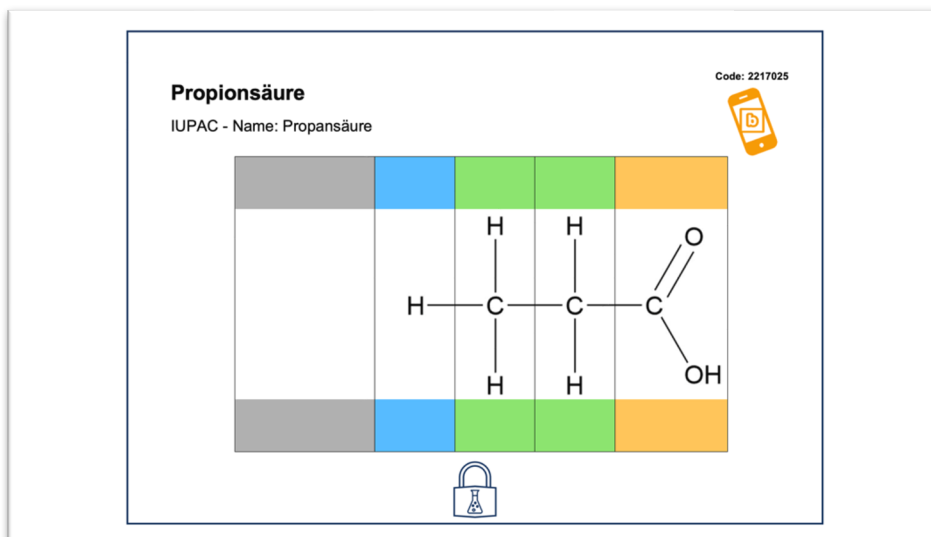 Code: 2217025
Propionsäure
IUPAC - Name: Propansäure
H H O
H C C C
H H OH